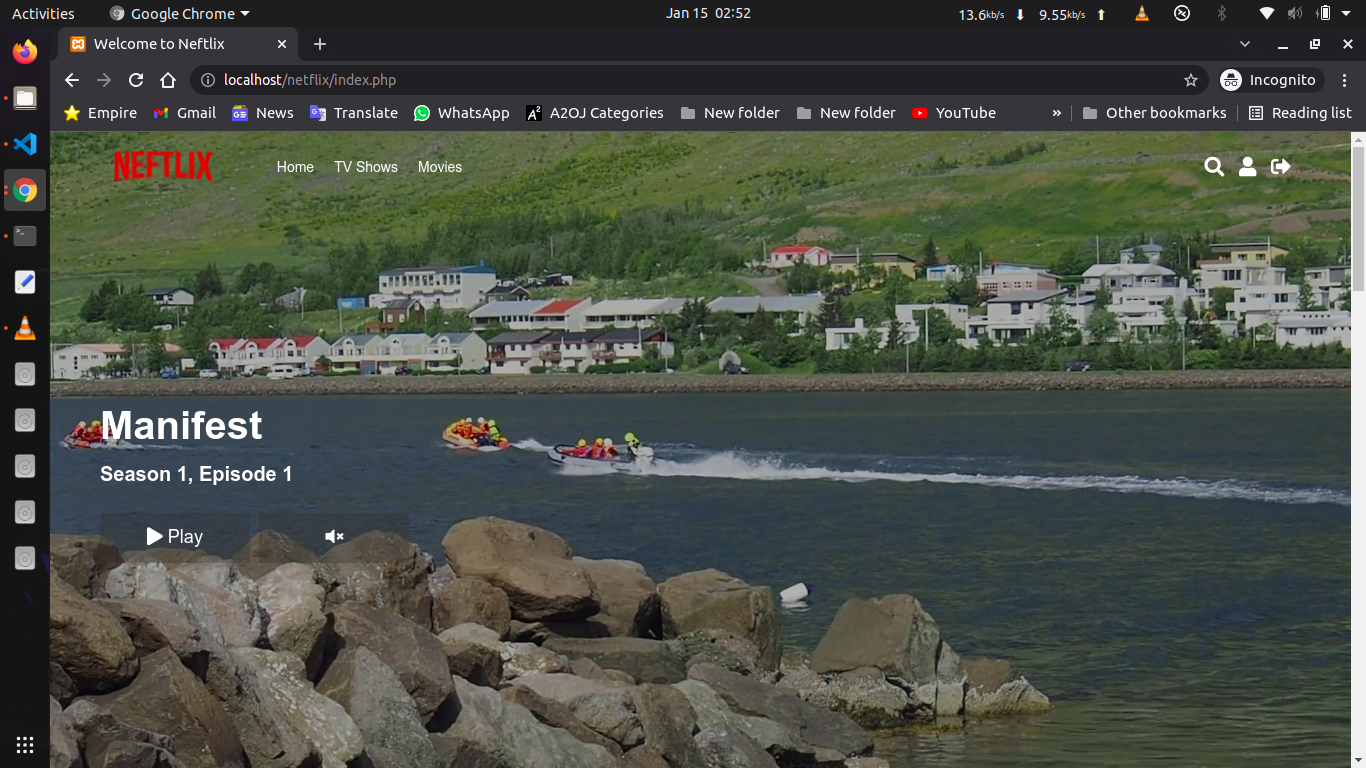 Activities Google Chrome Jan 15 02:52 13.6kb/s 9.55kb/s
Welcome to Neftlix
localhost/netflix/index.php Incognito
Empire Gmail News Translate WhatsApp A2OJ Categories New folder New folder YouTube » Other bookmarks Reading list
NEFTLIX Home TV Shows Movies
Manifest
Season 1, Episode 1
Play